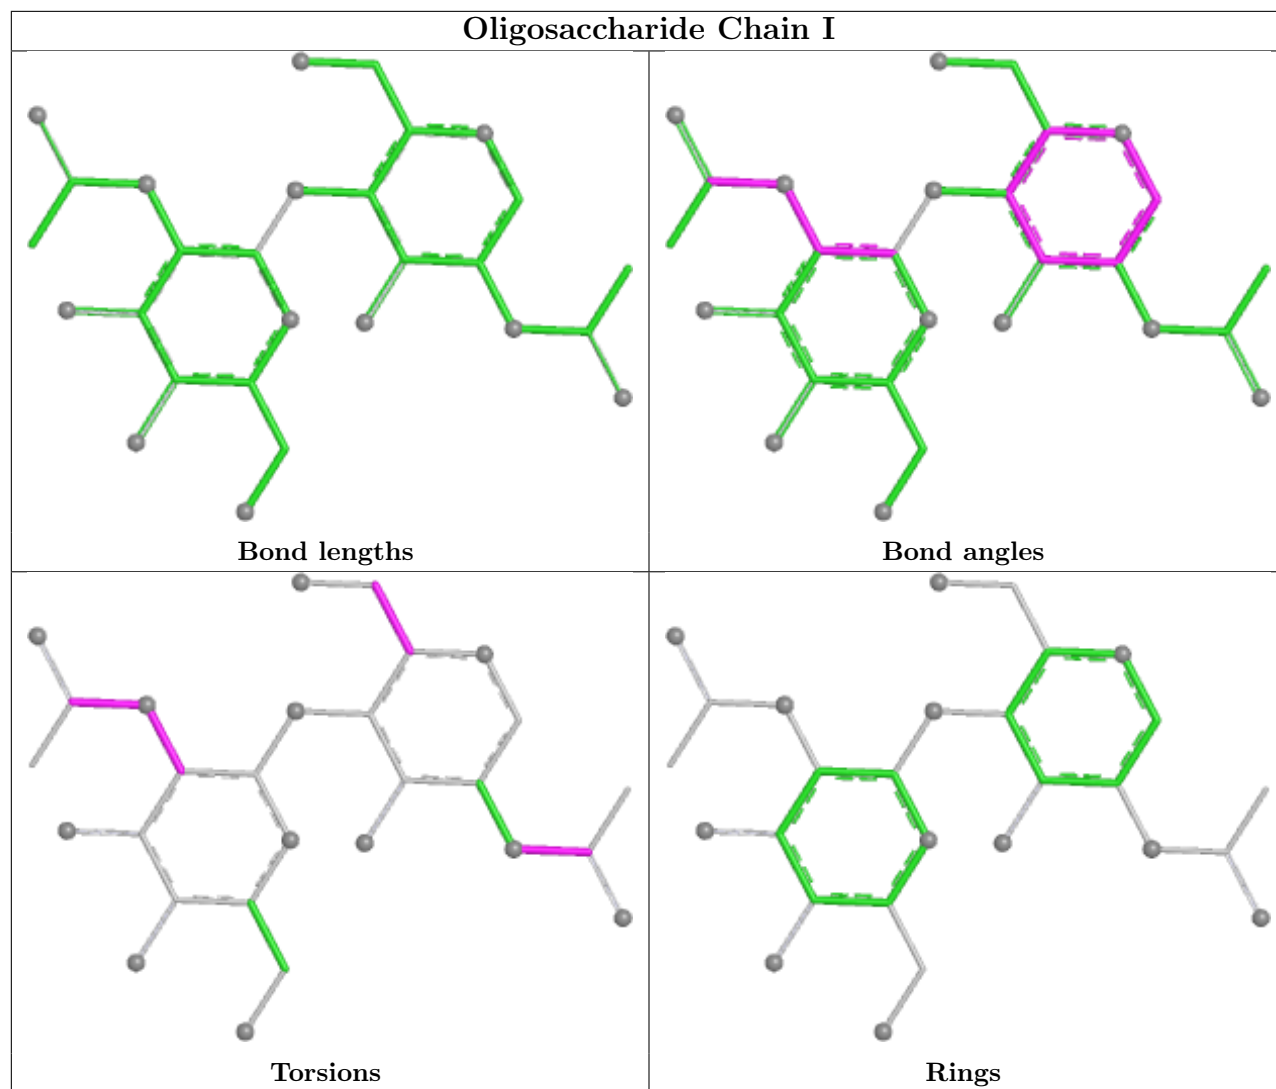 Oligosaccharide Chain I
Bond lengths
Bond angles
Torsions
Rings